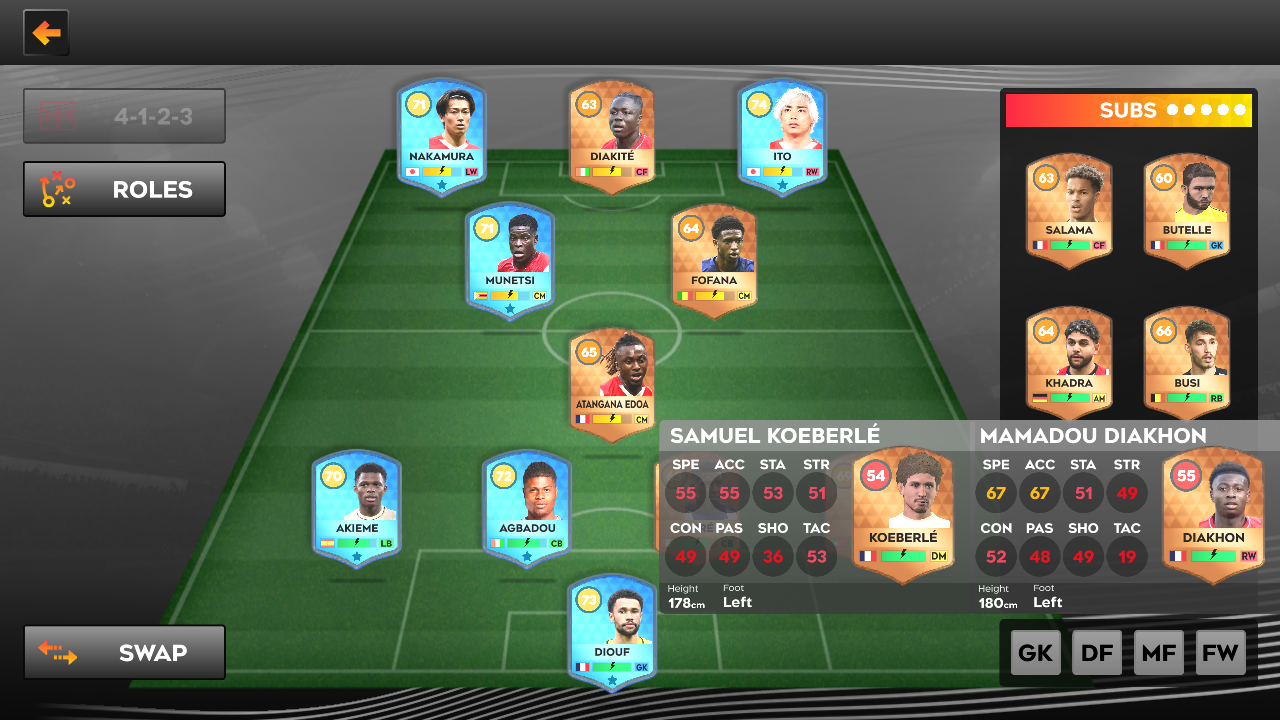 4-1-2-3
ROLES
SWAP
71
NAKAMURA
LW
63
DIAKITÉ
CF
74
ITO
RW
71
MUNETSI
CM
64
FOFANA
CM
65
ATANGANA EDOA
CM
70
AKIEME
LB
72
AGBADOU
CB
73
DIOUF
GK
SUBS
63
SALAMA
CF
60
BUTELLE
GK
64
KHADRA
AM
66
BUSI
RB
SAMUEL KOEBERLÉ
SPE ACC STA STR
55 55 53 51
CON PAS SHO TAC
49 49 36 53
Height Foot
178cm Left
54
KOEBERLÉ
DM
MAMADOU DIAKHON
SPE ACC STA STR
67 67 51 49
CON PAS SHO TAC
52 48 49 19
Height Foot
180cm Left
55
DIAKHON
RW
GK DF MF FW